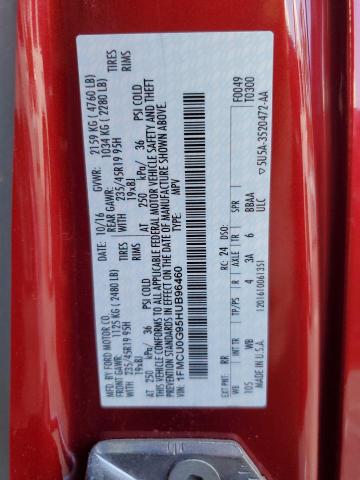 MFD. BY FORD MOTOR CO.
DATE: 10/16 GVWR: 2159 KG ( 4760 LB)
FRONT GAWR: 1125 KG ( 2480 LB) REAR GAWR: 1034 KG ( 2280 LB)
WITH 235/45R19 95H TIRES WITH 235/45R19 95H TIRES
19x8J RIMS 19x8J RIMS
AT 250 kPa/ 36 PSI COLD AT 250 kPa/ 36 PSI COLD
THIS VEHICLE CONFORMS TO ALL APPLICABLE FEDERAL MOTOR VEHICLE SAFETY AND THEFT
PREVENTION STANDARDS IN EFFECT ON THE DATE OF MANUFACTURE SHOWN ABOVE.
VIN: 1FMCU0G95HUB96460
TYPE: MPV
EXT PNT: RR RC: 24 DSO: F0049
WB TP/PS R AXLE TR SPR T0300
105 WB 4 3A 6 BBAA
ULC
MADE IN U.S.A. 1201610061351
5U5A-3520472-AA